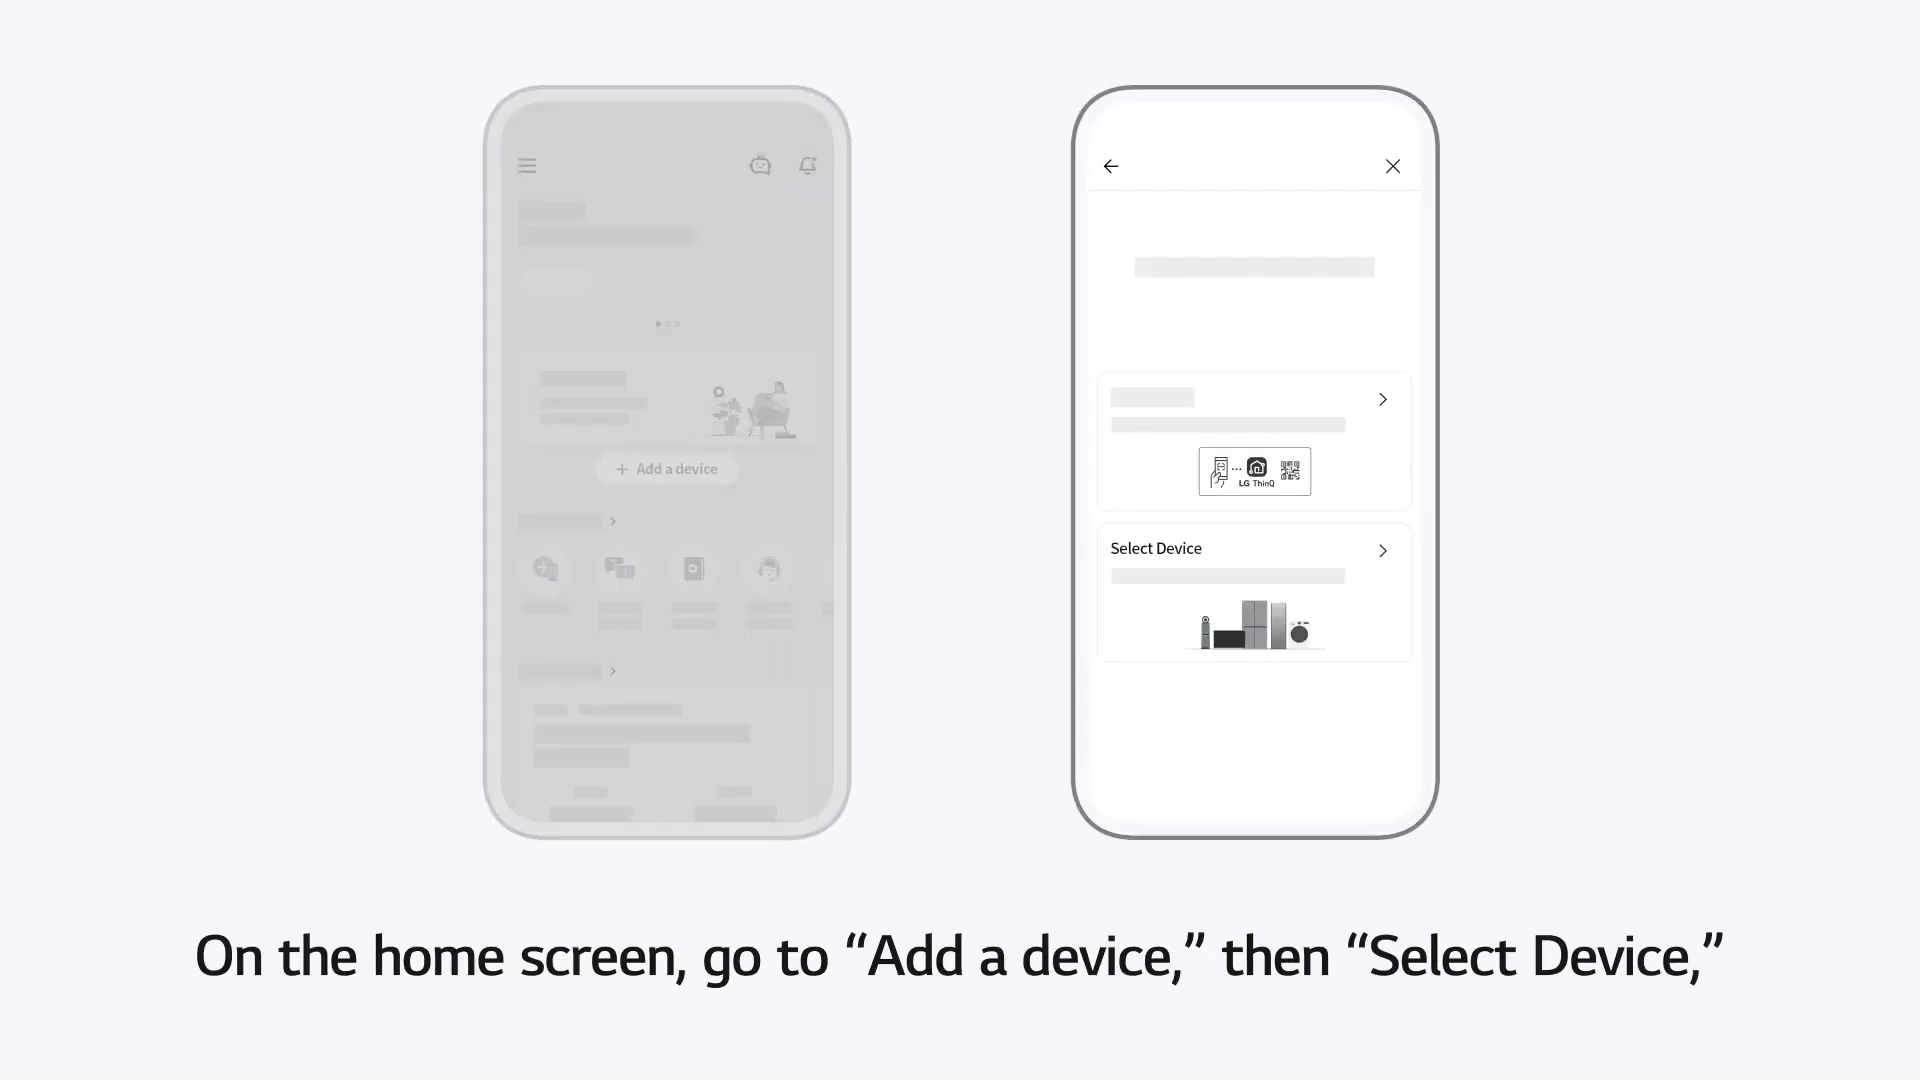 + Add a device
LG ThinQ
Select Device
On the home screen, go to “Add a device,” then “Select Device,”